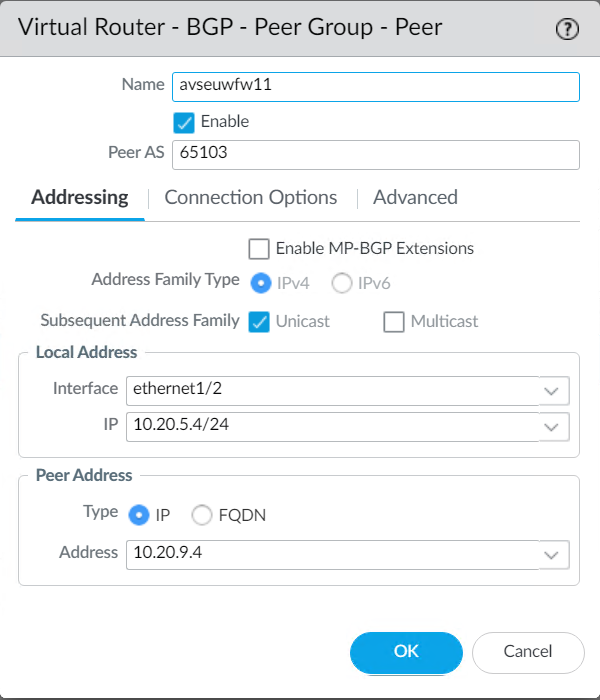 Virtual Router - BGP - Peer Group - Peer ?
Name avseuwfw11
Enable
Peer AS 65103
Addressing Connection Options Advanced
Enable MP-BGP Extensions
Address Family Type IPv4 IPv6
Subsequent Address Family Unicast Multicast
Local Address
Interface ethernet1/2
IP 10.20.5.4/24
Peer Address
Type IP FQDN
Address 10.20.9.4
OK Cancel